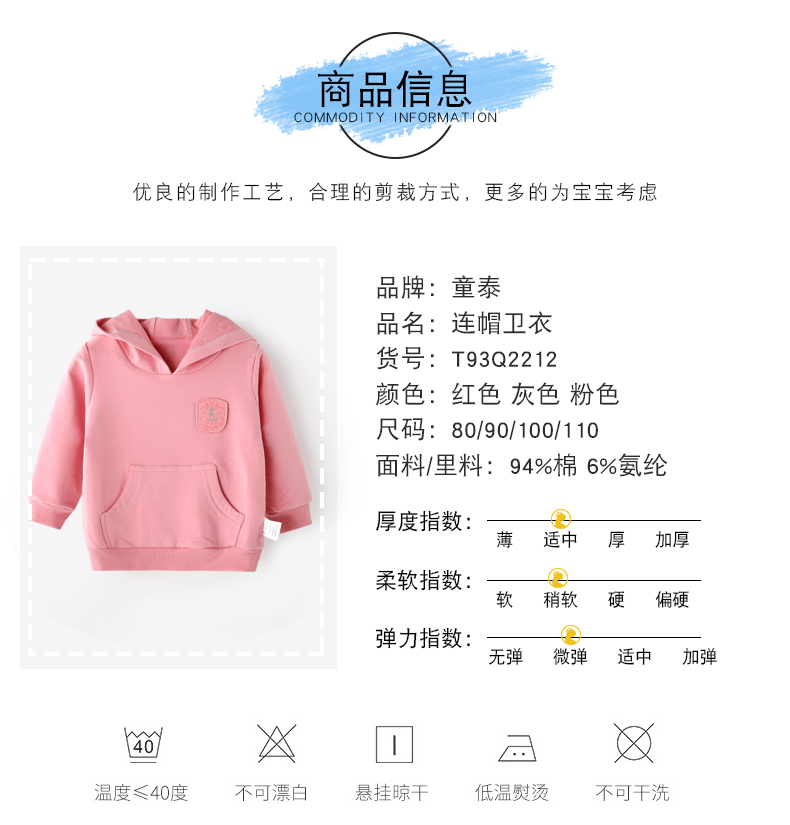 商品信息
COMMODITY INFORMATION
优良的制作工艺，合理的剪裁方式，更多的为宝宝考虑
品牌：童泰
品名：连帽卫衣
货号：T93Q2212
颜色：红色 灰色 粉色
尺码：80/90/100/110
面料/里料：94%棉 6%氨纶
厚度指数：
薄 适中 厚 加厚
柔软指数：
软 稍软 硬 偏硬
弹力指数：
无弹 微弹 适中 加弹
40
温度≤40度 不可漂白 悬挂晾干 低温熨烫 不可干洗